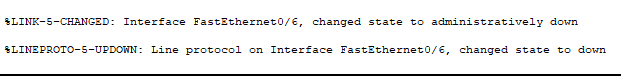 %LINK-5-CHANGED: Interface FastEthernet0/6, changed state to administratively down
%LINEPROTO-5-UPDOWN: Line protocol on Interface FastEthernet0/6, changed state to down